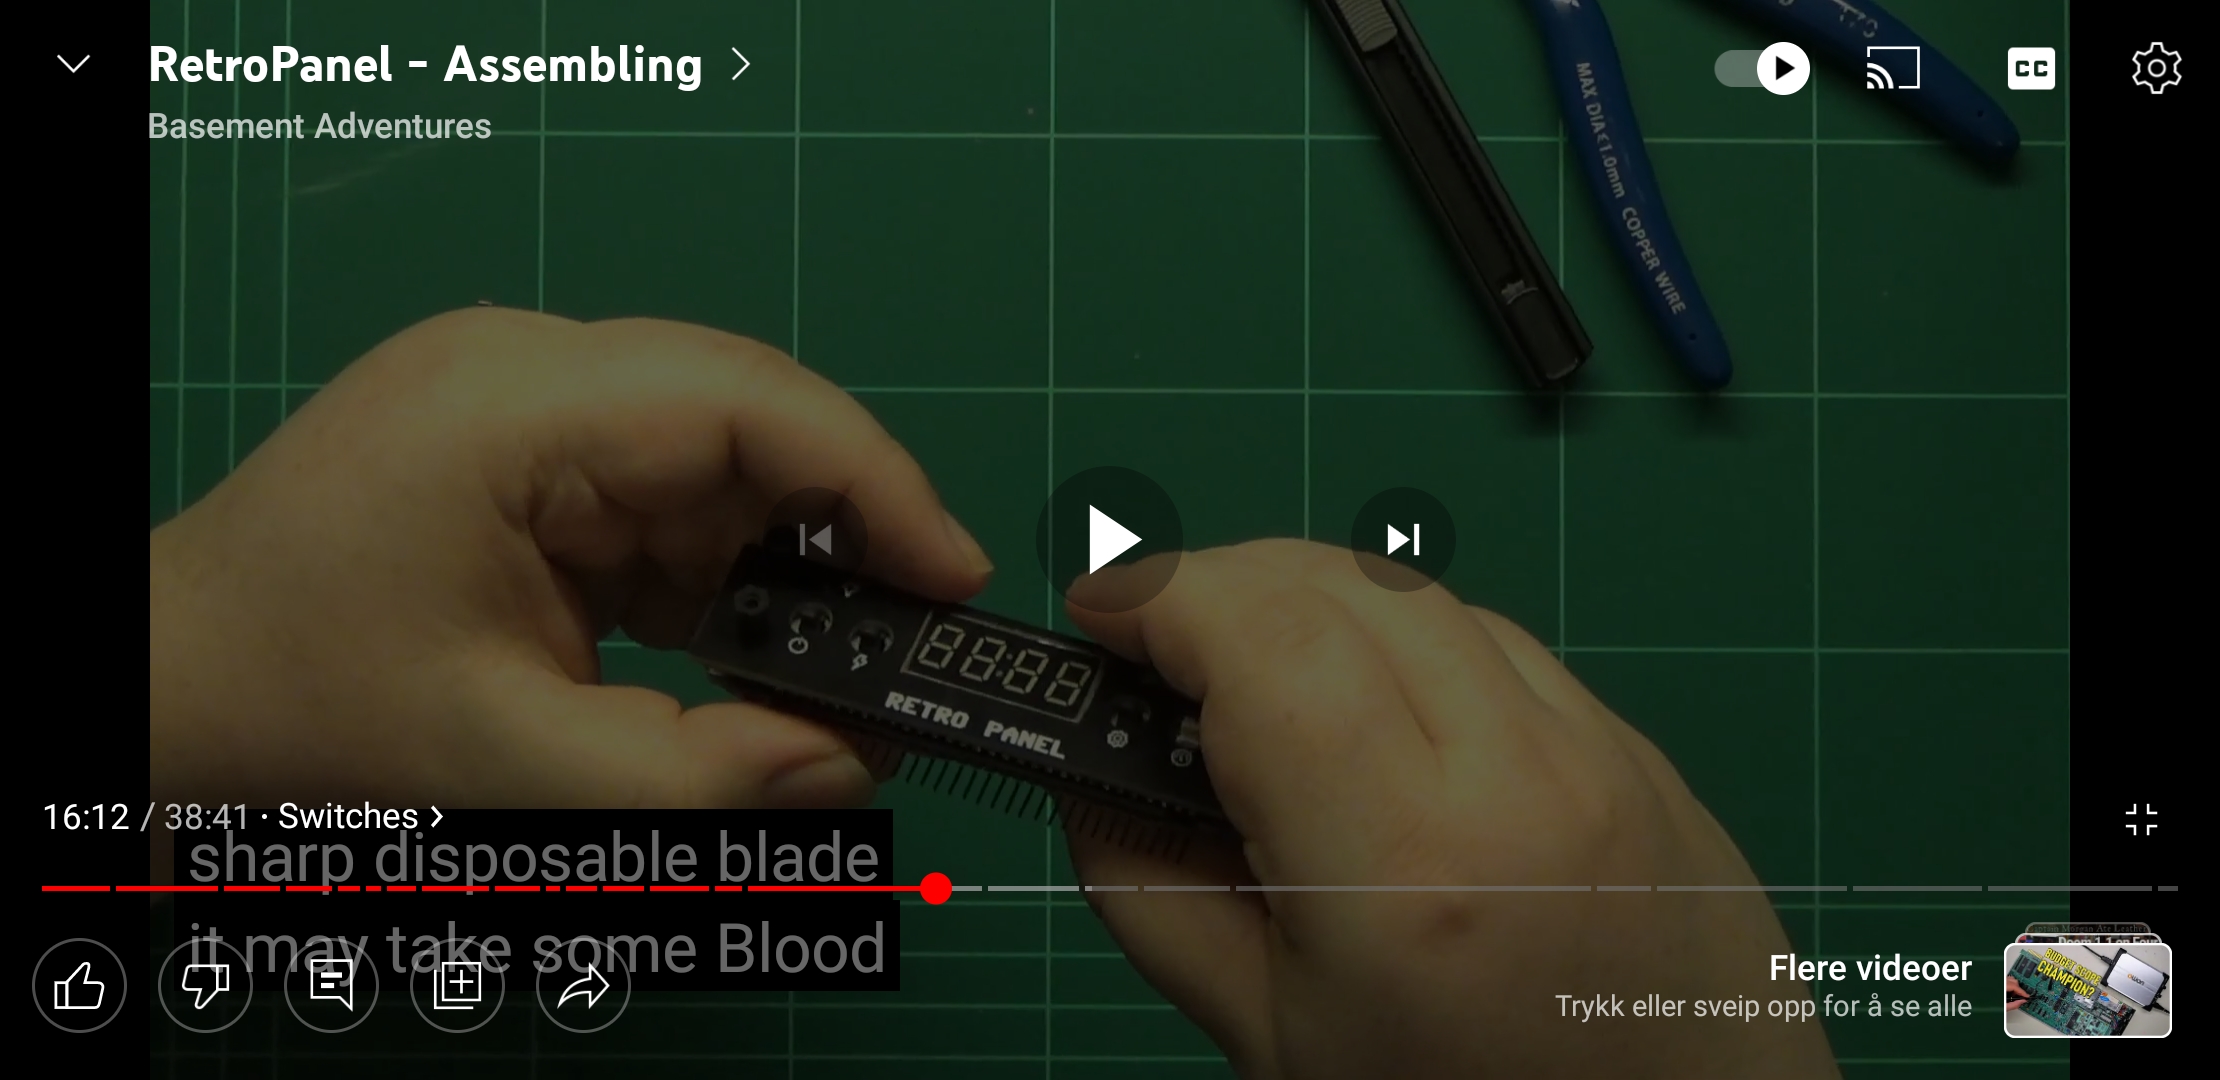 RetroPanel - Assembling
Basement Adventures
CC
MAX DIA≤1.0mm COPPER WIRE
88:88
RETRO PANEL
16:12 / 38:41 · Switches
sharp disposable blade
it may take some Blood
Flere videoer
Trykk eller sveip opp for å se alle
BUDGET SCOPE
CHAMPION?